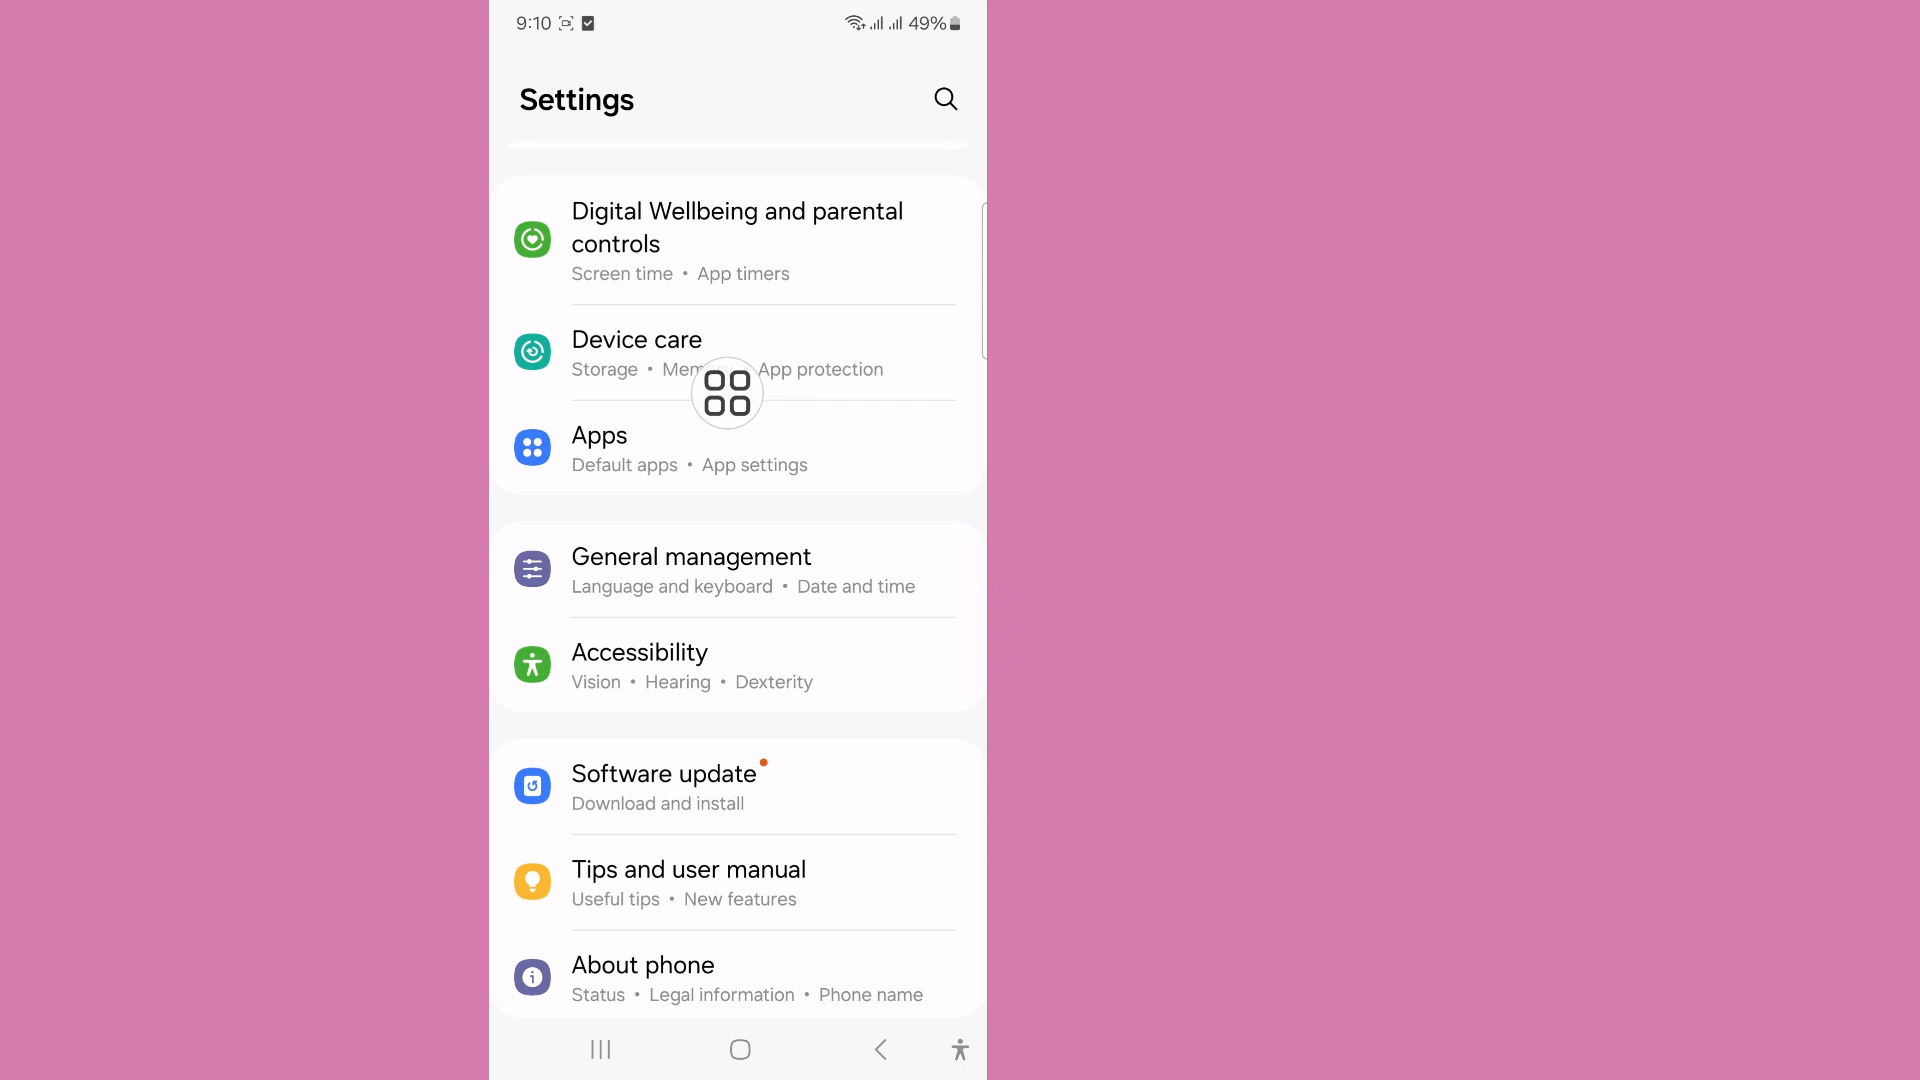 9:10
49%
Settings
Digital Wellbeing and parental
controls
Screen time • App timers
Device care
Storage • App protection
Apps
Default apps • App settings
General management
Language and keyboard • Date and time
Accessibility
Vision • Hearing • Dexterity
Software update
Download and install
Tips and user manual
Useful tips • New features
About phone
Status • Legal information • Phone name